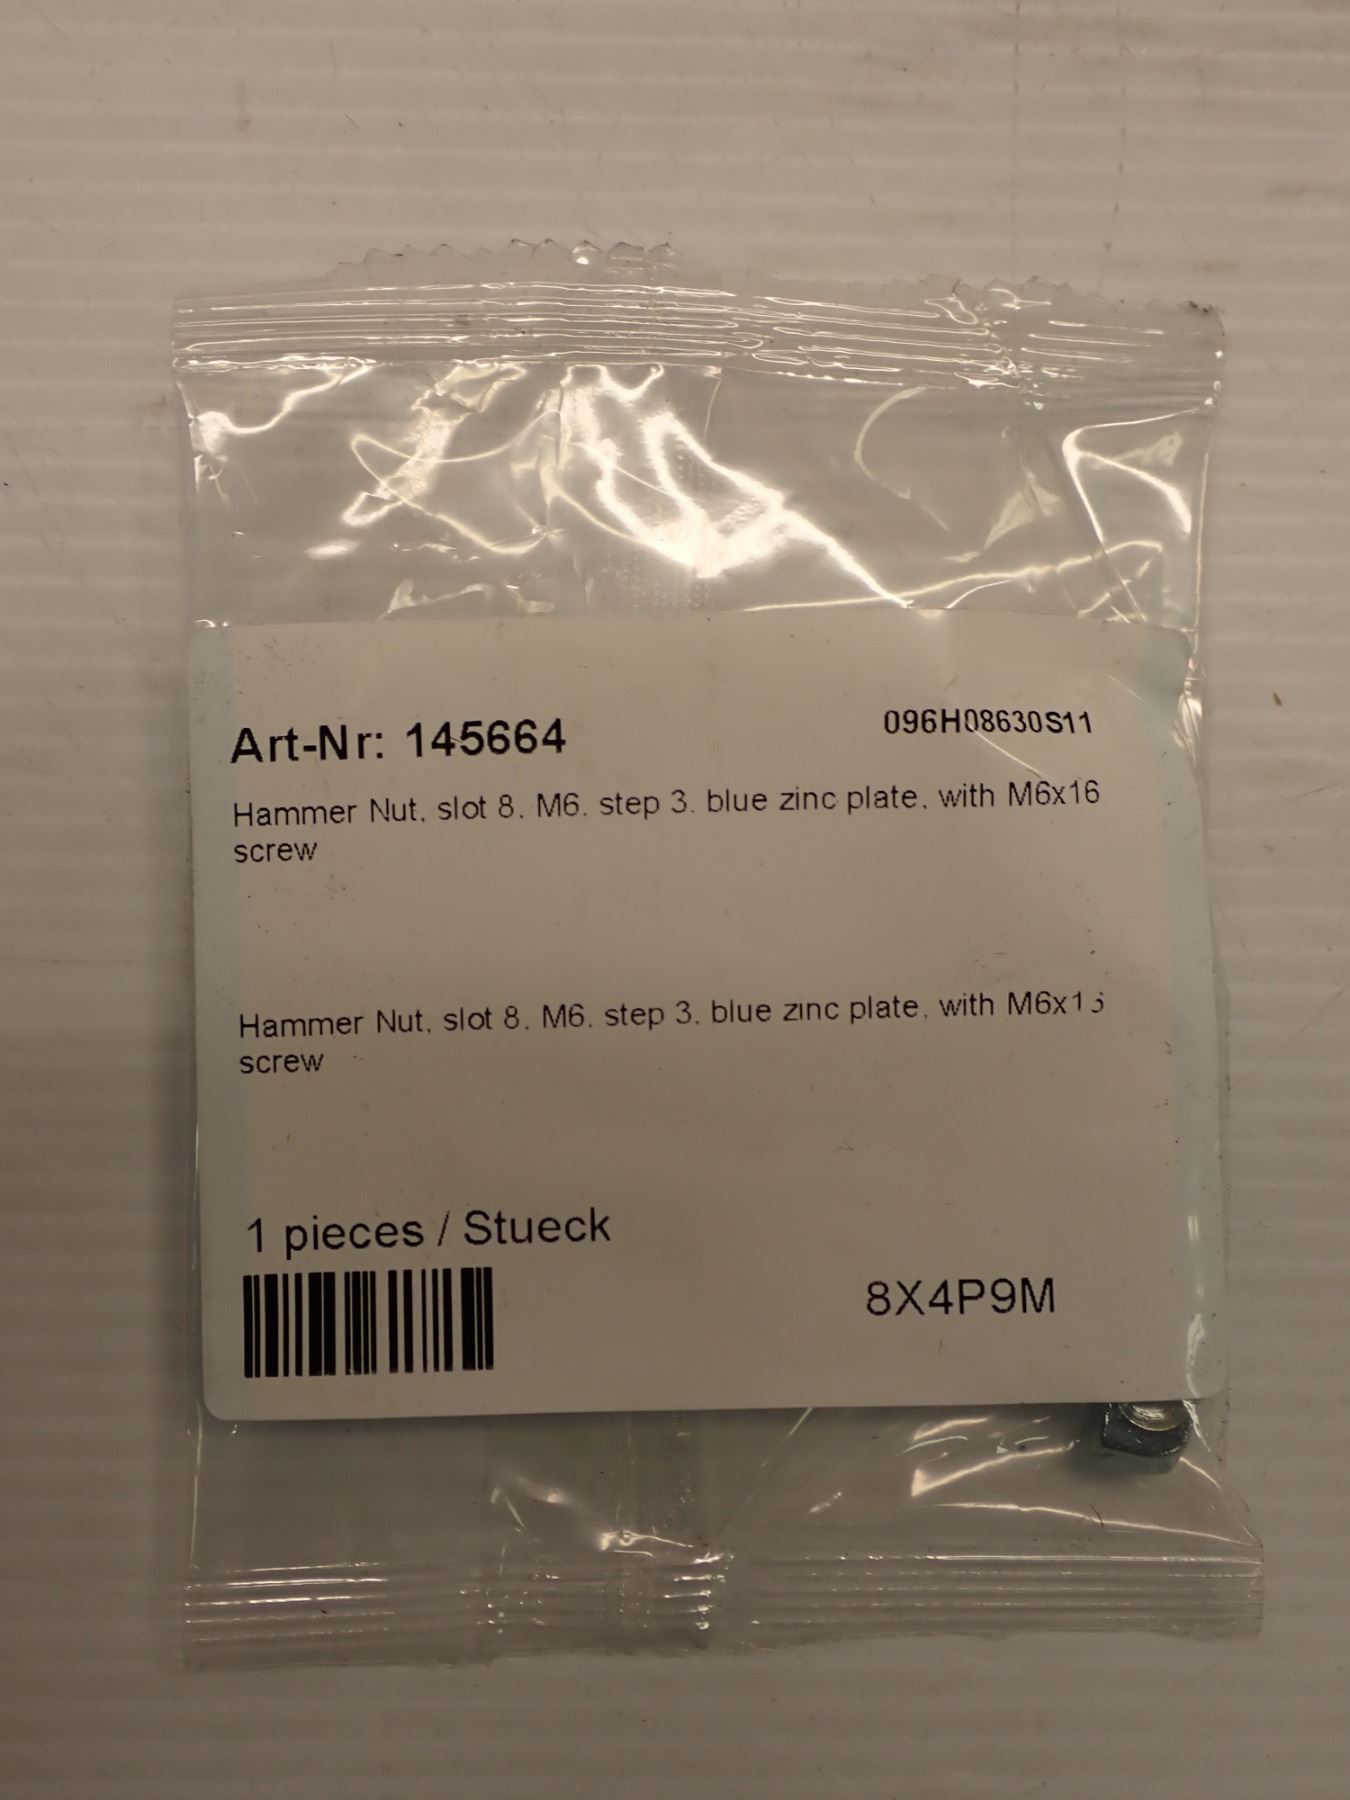 Art-Nr: 145664 096H08630S11
Hammer Nut, slot 8, M6, step 3, blue zinc plate, with M6x16
screw
Hammer Nut, slot 8, M6, step 3, blue zinc plate, with
screw
1 pieces / Stueck
8X4P9M